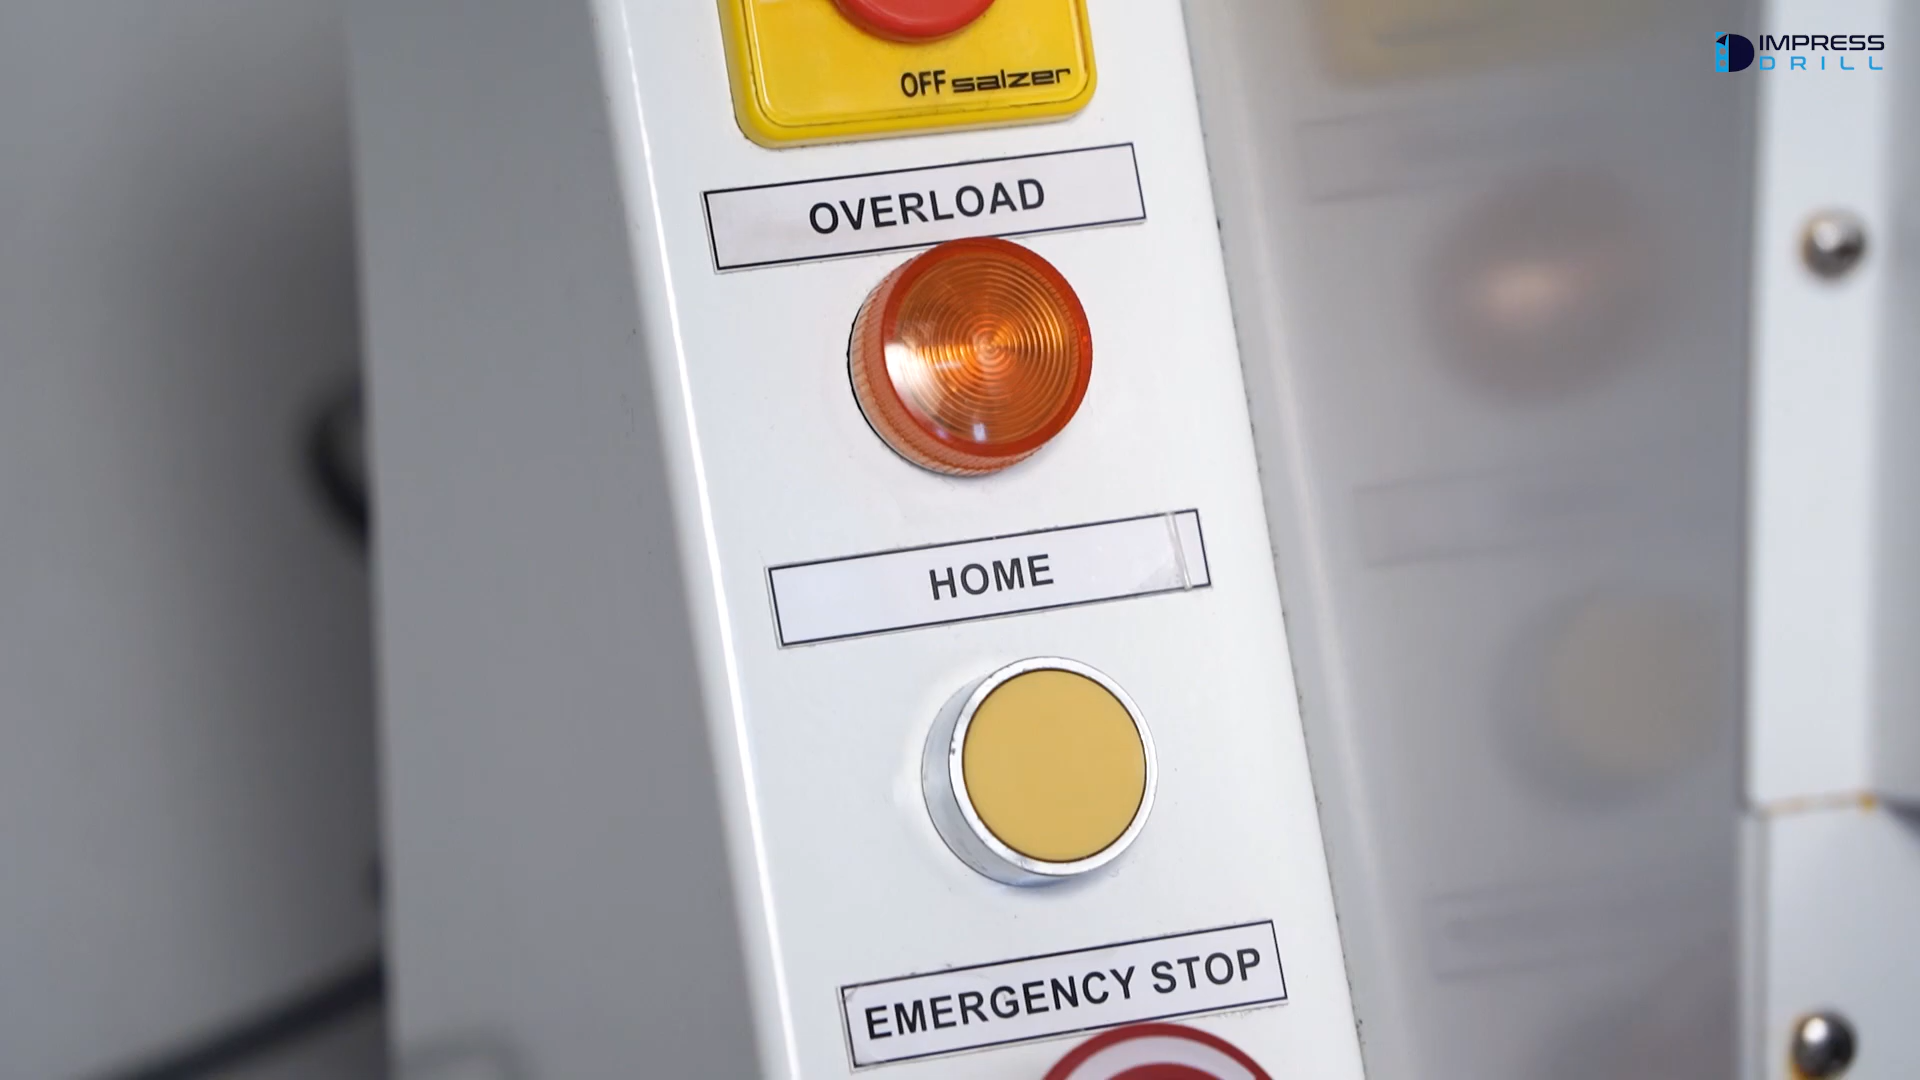 IMPRESS
DRILL
OFF salzer
OVERLOAD
HOME
EMERGENCY STOP